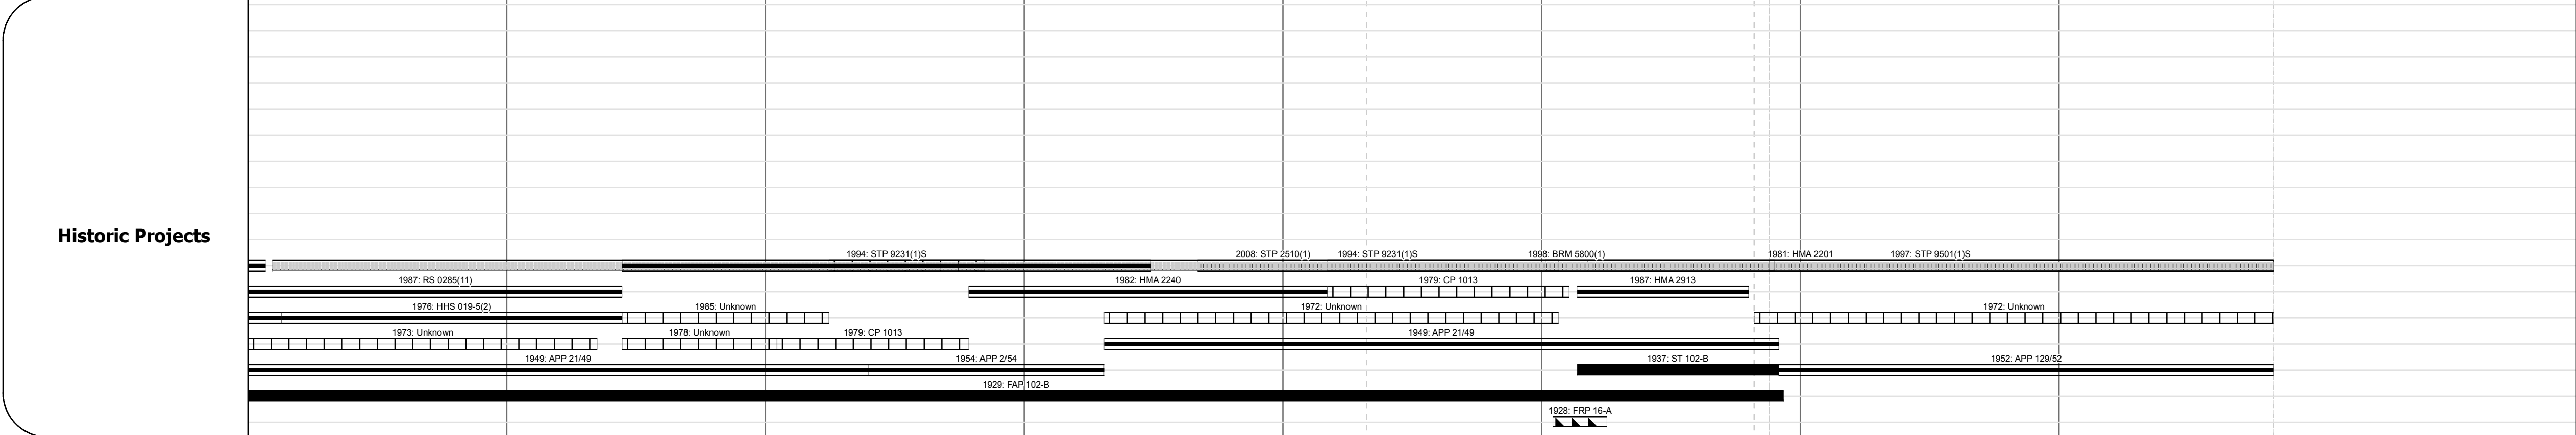 Historic Projects
1994: STP 9231(1)S
2008: STP 2510(1)
1994: STP 9231(1)S
1998: BRM 5800(1)
1981: HMA 2201
1997: STP 9501(1)S
1987: RS 0285(11)
1982: HMA 2240
1979: CP 1013
1987: HMA 2913
1976: HHS 019-5(2)
1985: Unknown
1972: Unknown
1972: Unknown
1973: Unknown
1978: Unknown
1979: CP 1013
1949: APP 21/49
1949: APP 21/49
1954: APP 2/54
1937: ST 102-B
1952: APP 129/52
1929: FAP 102-B
1928: FRP 16-A